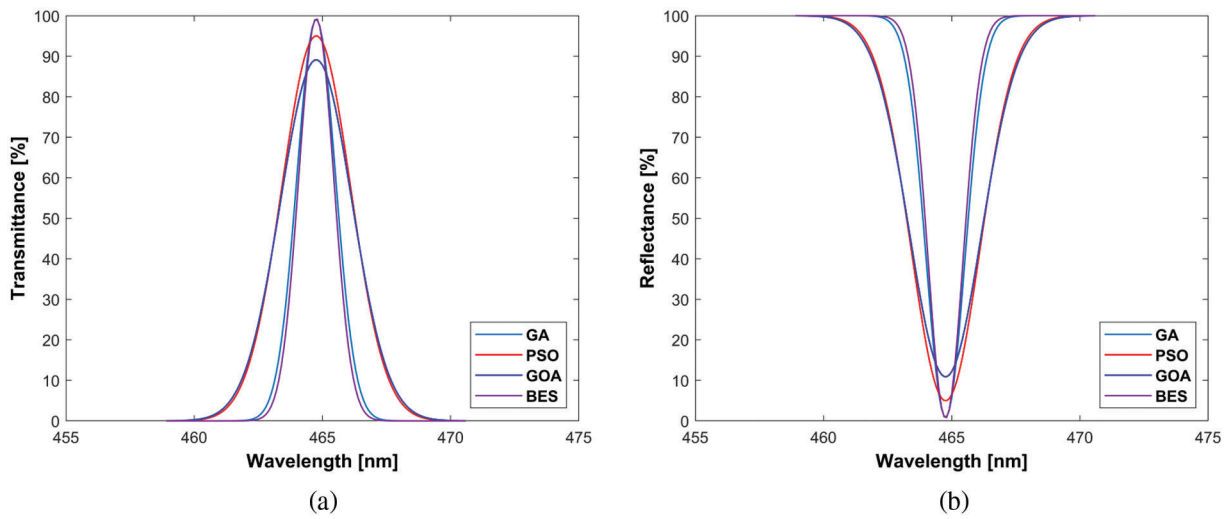 100
90
80
70
60
50
40
30
20
10
0
Transmittance [%]
455
460
465
470
475
Wavelength [nm]
GA
PSO
GOA
BES
(a)
100
90
80
70
60
50
40
30
20
10
0
Reflectance [%]
455
460
465
470
475
Wavelength [nm]
GA
PSO
GOA
BES
(b)